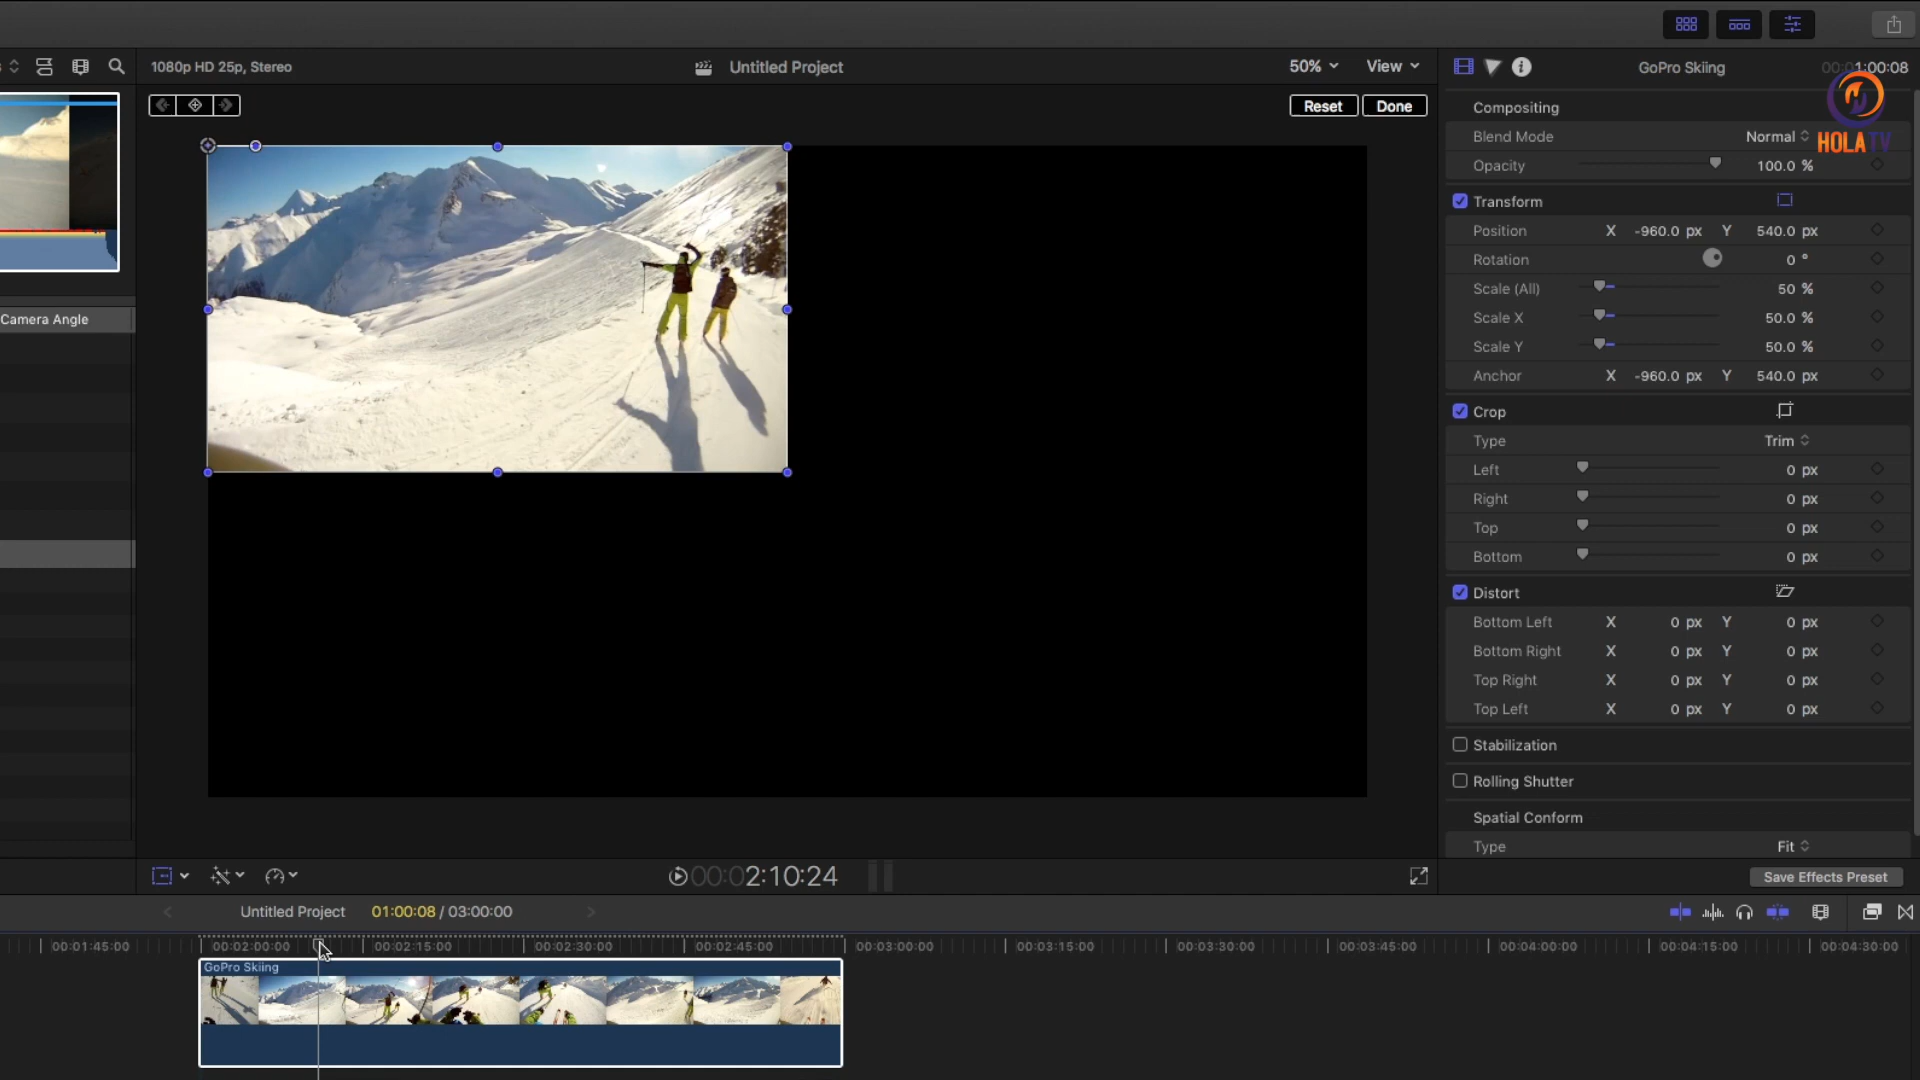 1080p HD 25p, Stereo
Untitled Project
50%
View
GoPro Skiing
00:01:00:08
Reset
Done
HOLATV
Compositing
Blend Mode Normal
Opacity 100.0 %
Transform
Position X -960.0 px Y 540.0 px
Rotation 0 °
Scale (All) 50 %
Scale X 50.0 %
Scale Y 50.0 %
Anchor X -960.0 px Y 540.0 px
Camera Angle
Crop
Type Trim
Left 0 px
Right 0 px
Top 0 px
Bottom 0 px
Distort
Bottom Left X 0 px Y 0 px
Bottom Right X 0 px Y 0 px
Top Right X 0 px Y 0 px
Top Left X 0 px Y 0 px
Stabilization
Rolling Shutter
Spatial Conform
Type Fit
00:02:10:24
Save Effects Preset
Untitled Project 01:00:08 / 03:00:00
00:01:45:00 00:02:00:00 00:02:15:00 00:02:30:00 00:02:45:00 00:03:00:00 00:03:15:00 00:03:30:00 00:03:45:00 00:04:00:00 00:04:15:00 00:04:30:00
GoPro Skiing